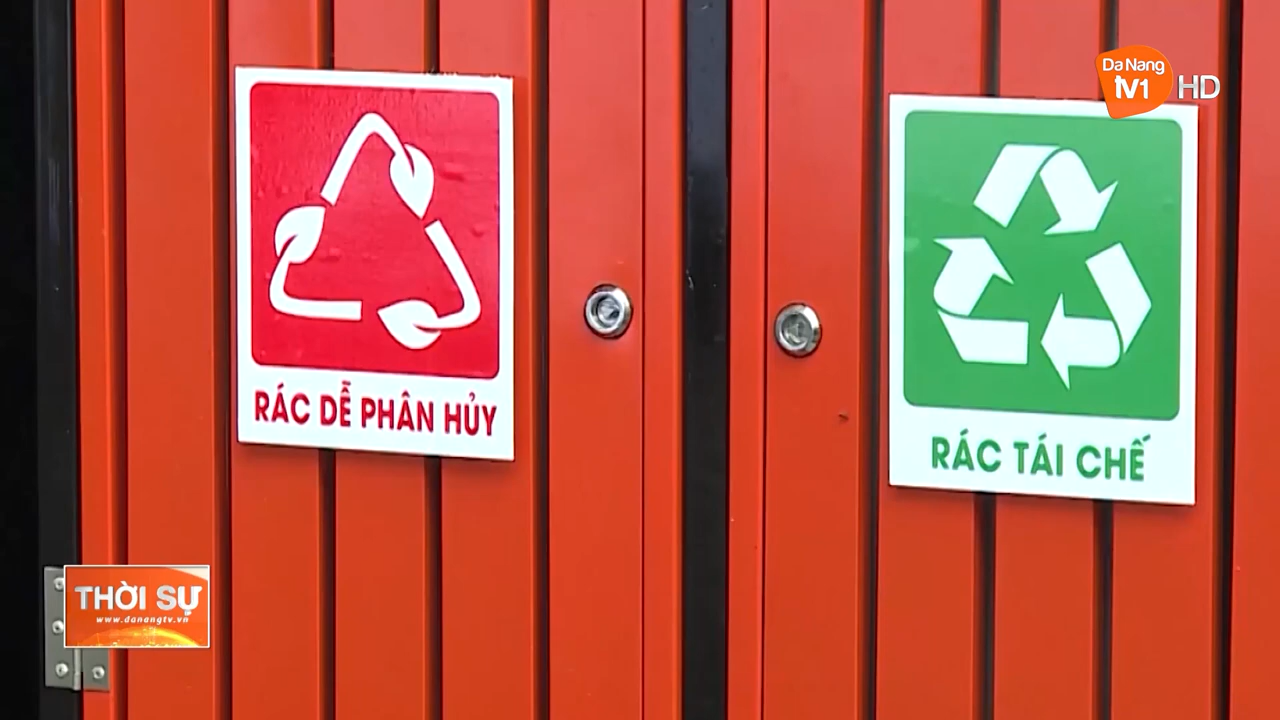 Da Nang
TV1 HD
RÁC DỄ PHÂN HỦY
RÁC TÁI CHẾ
THỜI SỰ
www.danangtv.vn